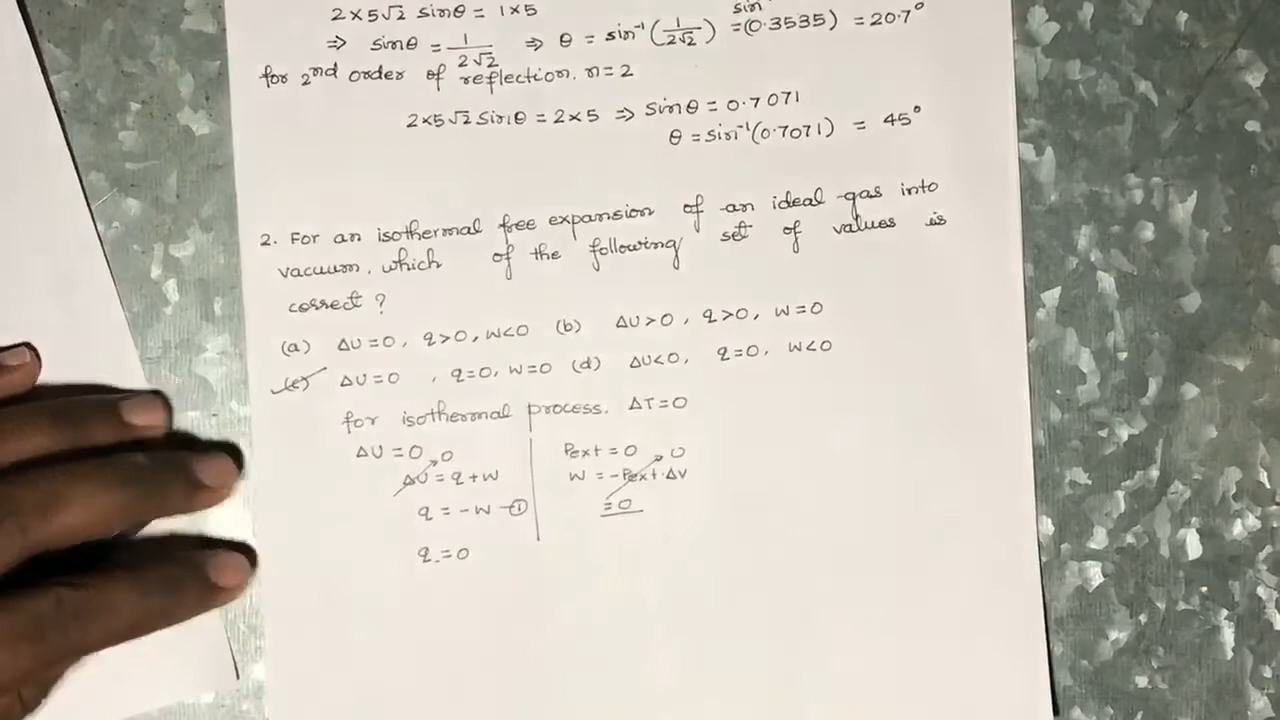 2×5√2 sinθ = 1×5
⇒ sinθ = 1/2√2 ⇒ θ = sin⁻¹(1/2√2) = sin (0.3535) = 20.7°
for 2nd order of reflection, n=2
2×5√2 sinθ = 2×5 ⇒ sinθ = 0.7071
θ = sin⁻¹(0.7071) = 45°
2. For an isothermal free expansion of an ideal gas into
vacuum, which of the following set of values is
correct?
(a) ΔU=0, q>0, W<0 (b) ΔU>0, q>0, W=0
(c) ΔU=0, q=0, W=0 (d) ΔU<0, q=0, W<0
for isothermal process, ΔT=0
ΔU=0
ΔU = q+W 0
q = -W -①
q = 0
Pext = 0
W = -Pext·ΔV 0
= 0